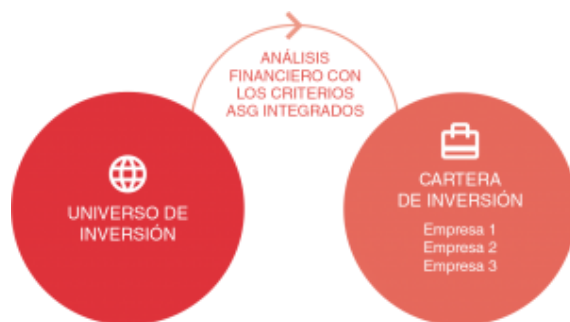 ANÁLISIS
FINANCIERO CON
LOS CRITERIOS
ASG INTEGRADOS
UNIVERSO DE
INVERSIÓN
CARTERA
DE INVERSIÓN
Empresa 1
Empresa 2
Empresa 3